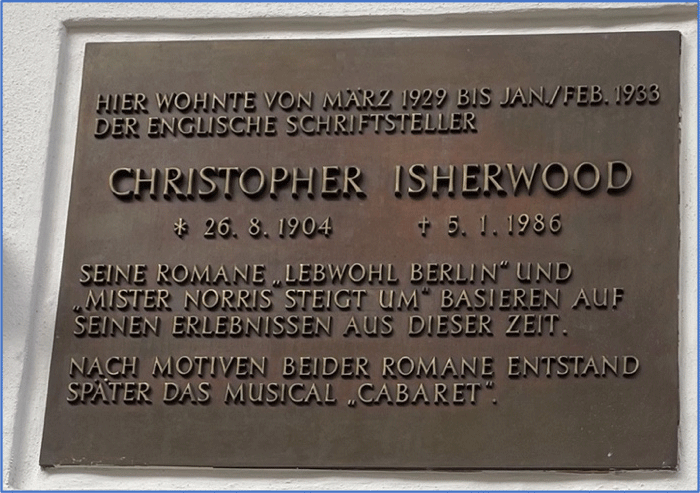 HIER WOHNTE VON MÄRZ 1929 BIS JAN./FEB. 1933
DER ENGLISCHE SCHRIFTSTELLER
CHRISTOPHER ISHERWOOD
* 26. 8. 1904 † 5. 1. 1986
SEINE ROMANE „LEBWOHL BERLIN“ UND
„MISTER NORRIS STEIGT UM“ BASIEREN AUF
SEINEN ERLEBNISSEN AUS DIESER ZEIT.
NACH MOTIVEN BEIDER ROMANE ENTSTAND
SPÄTER DAS MUSICAL „CABARET“.